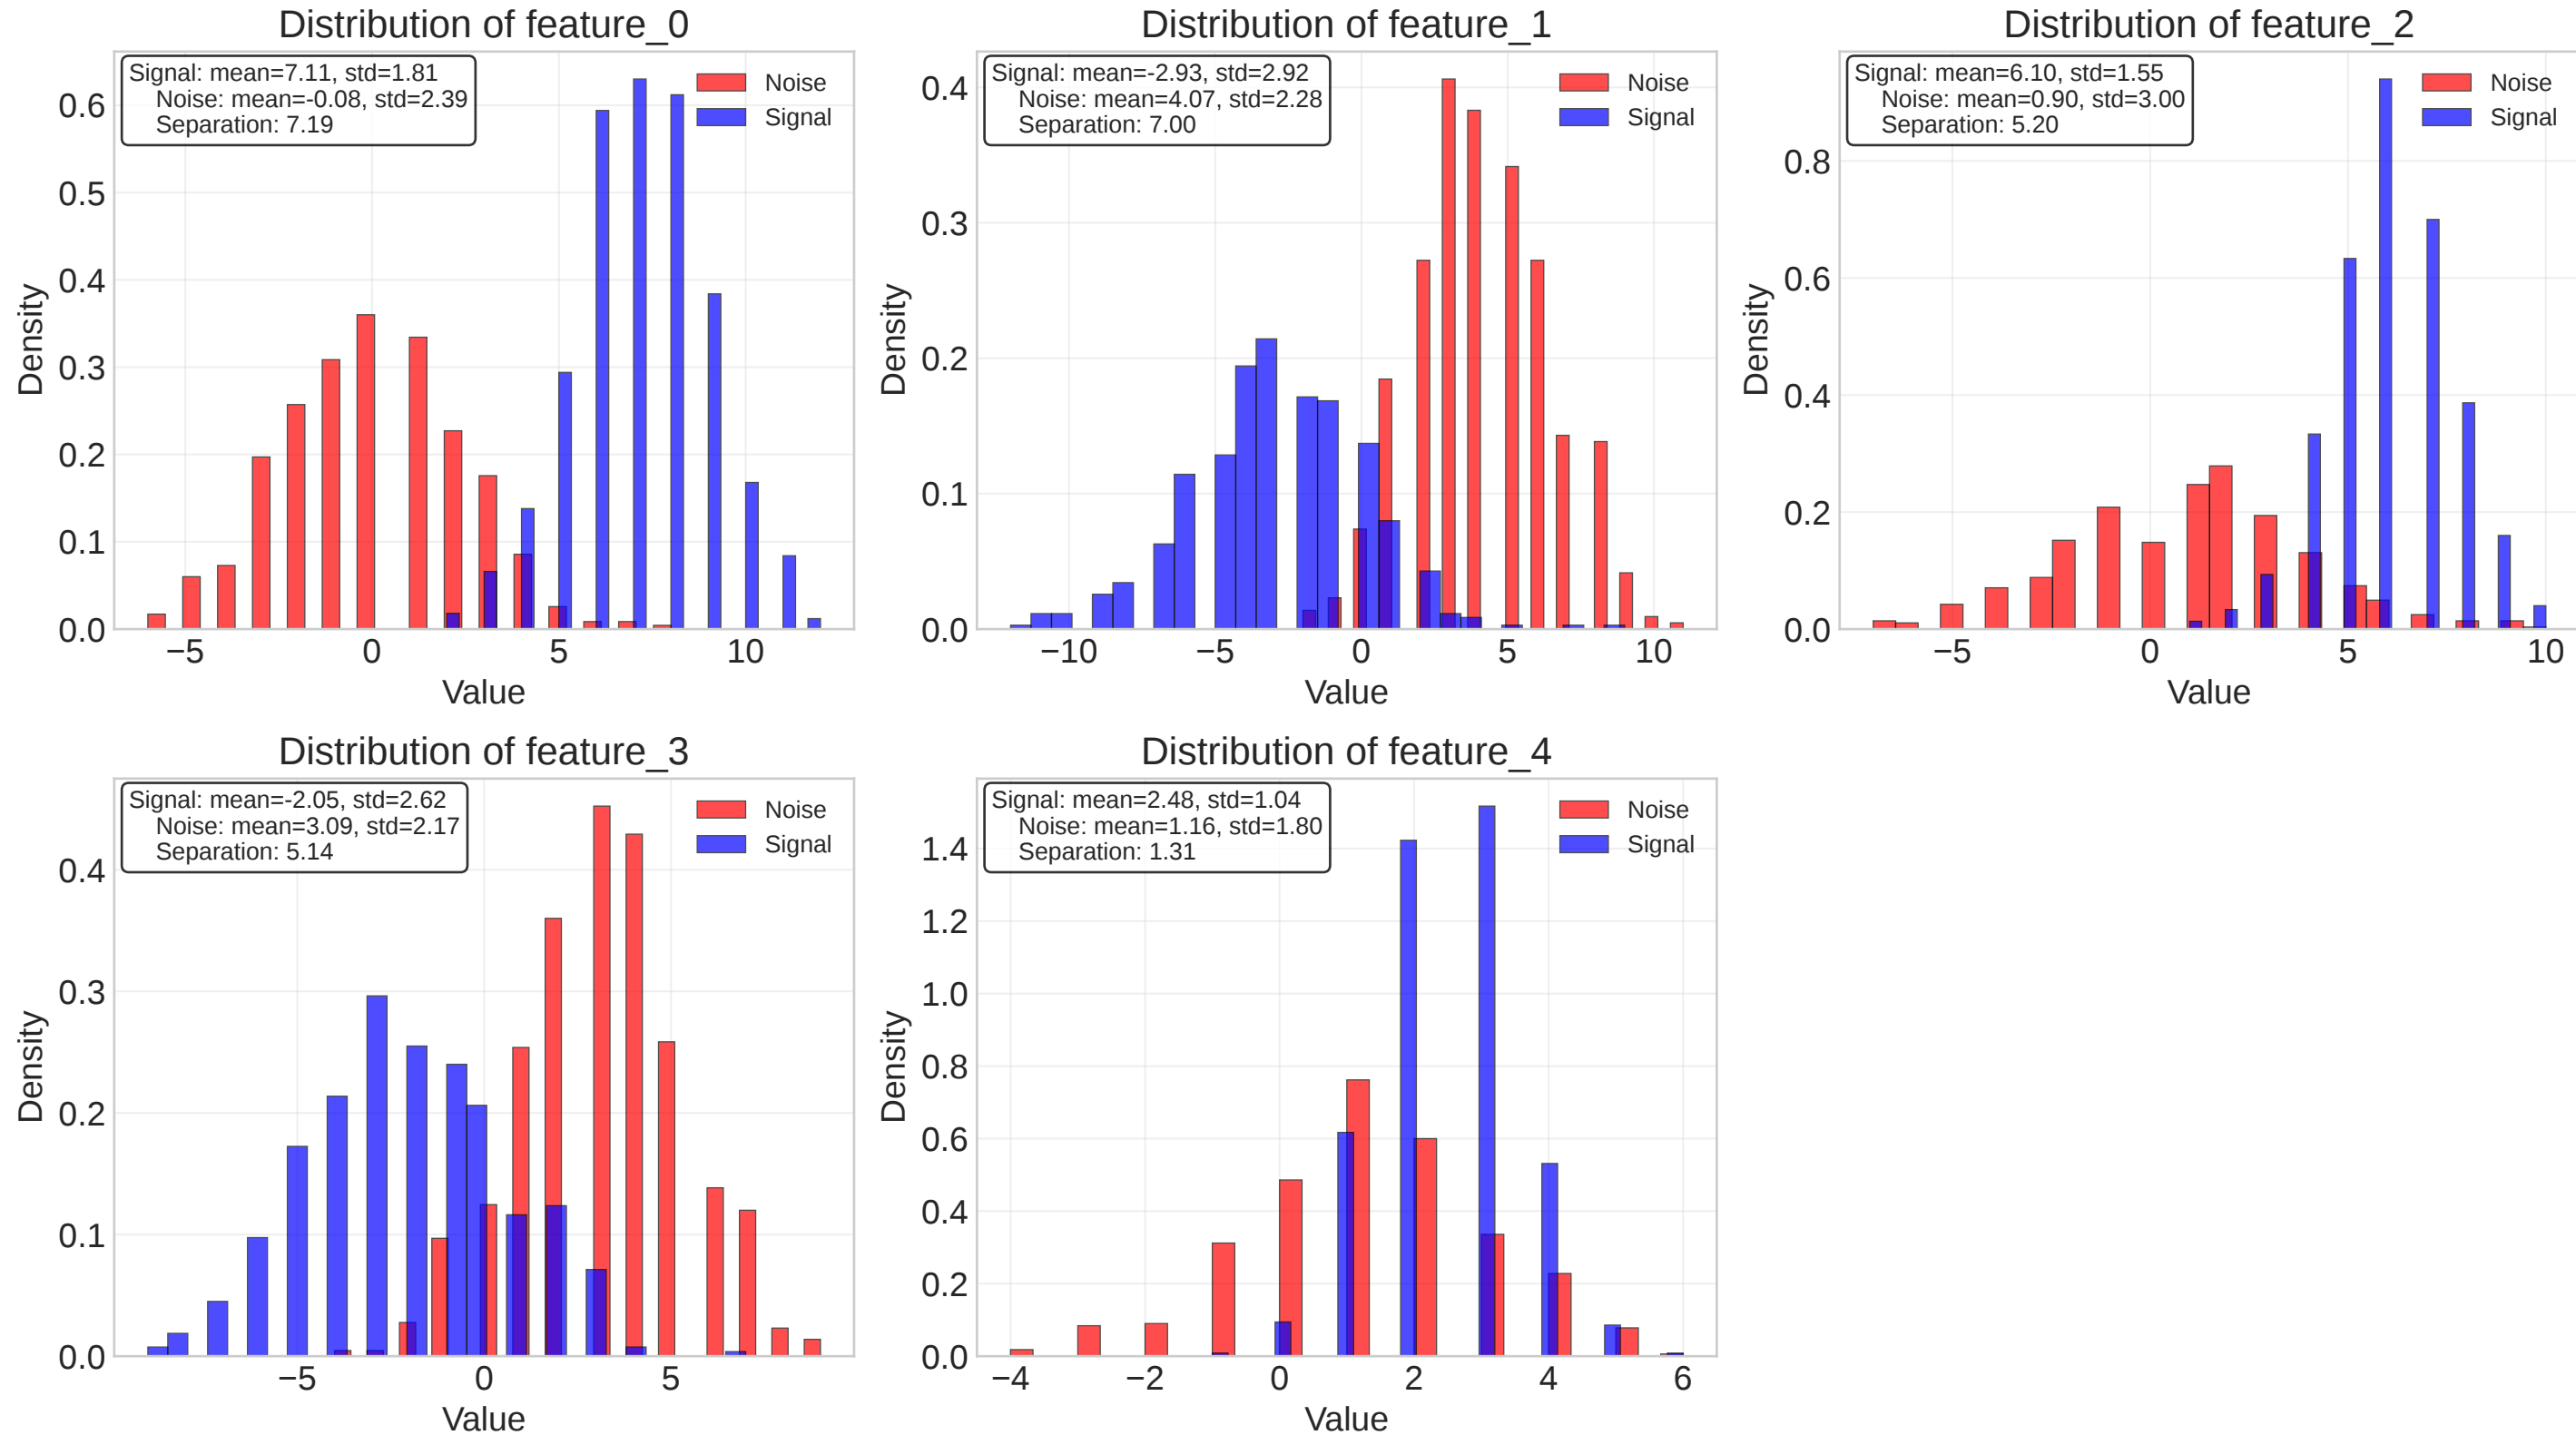 Distribution of feature_0
Signal: mean=7.11, std=1.81
Noise: mean=-0.08, std=2.39
Separation: 7.19
Noise
Signal
Density
0.6
0.5
0.4
0.3
0.2
0.1
0.0
−5 0 5 10
Value
Distribution of feature_1
Signal: mean=-2.93, std=2.92
Noise: mean=4.07, std=2.28
Separation: 7.00
Noise
Signal
Density
0.4
0.3
0.2
0.1
0.0
−10 −5 0 5 10
Value
Distribution of feature_2
Signal: mean=6.10, std=1.55
Noise: mean=0.90, std=3.00
Separation: 5.20
Noise
Signal
Density
0.8
0.6
0.4
0.2
0.0
−5 0 5 10
Value
Distribution of feature_3
Signal: mean=-2.05, std=2.62
Noise: mean=3.09, std=2.17
Separation: 5.14
Noise
Signal
Density
0.4
0.3
0.2
0.1
0.0
−5 0 5
Value
Distribution of feature_4
Signal: mean=2.48, std=1.04
Noise: mean=1.16, std=1.80
Separation: 1.31
Noise
Signal
Density
1.4
1.2
1.0
0.8
0.6
0.4
0.2
0.0
−4 −2 0 2 4 6
Value